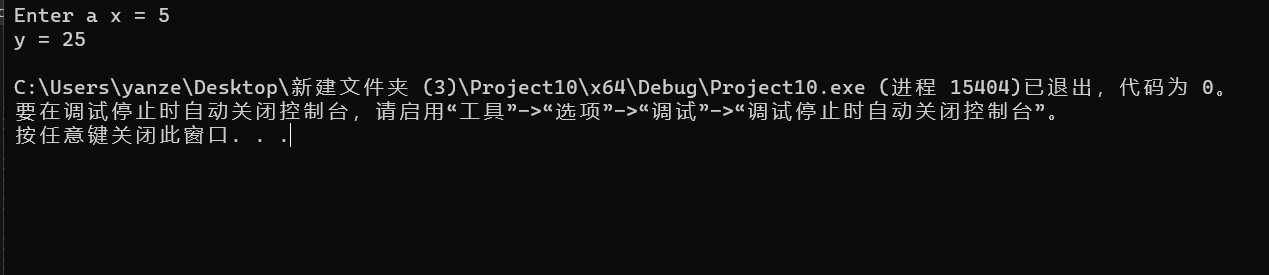 Enter a x = 5
y = 25
C:\Users\yanze\Desktop\新建文件夹 (3)\Project10\x64\Debug\Project10.exe (进程 15404)已退出，代码为 0。
要在调试停止时自动关闭控制台，请启用“工具”->“选项”->“调试”->“调试停止时自动关闭控制台”。
按任意键关闭此窗口. . .